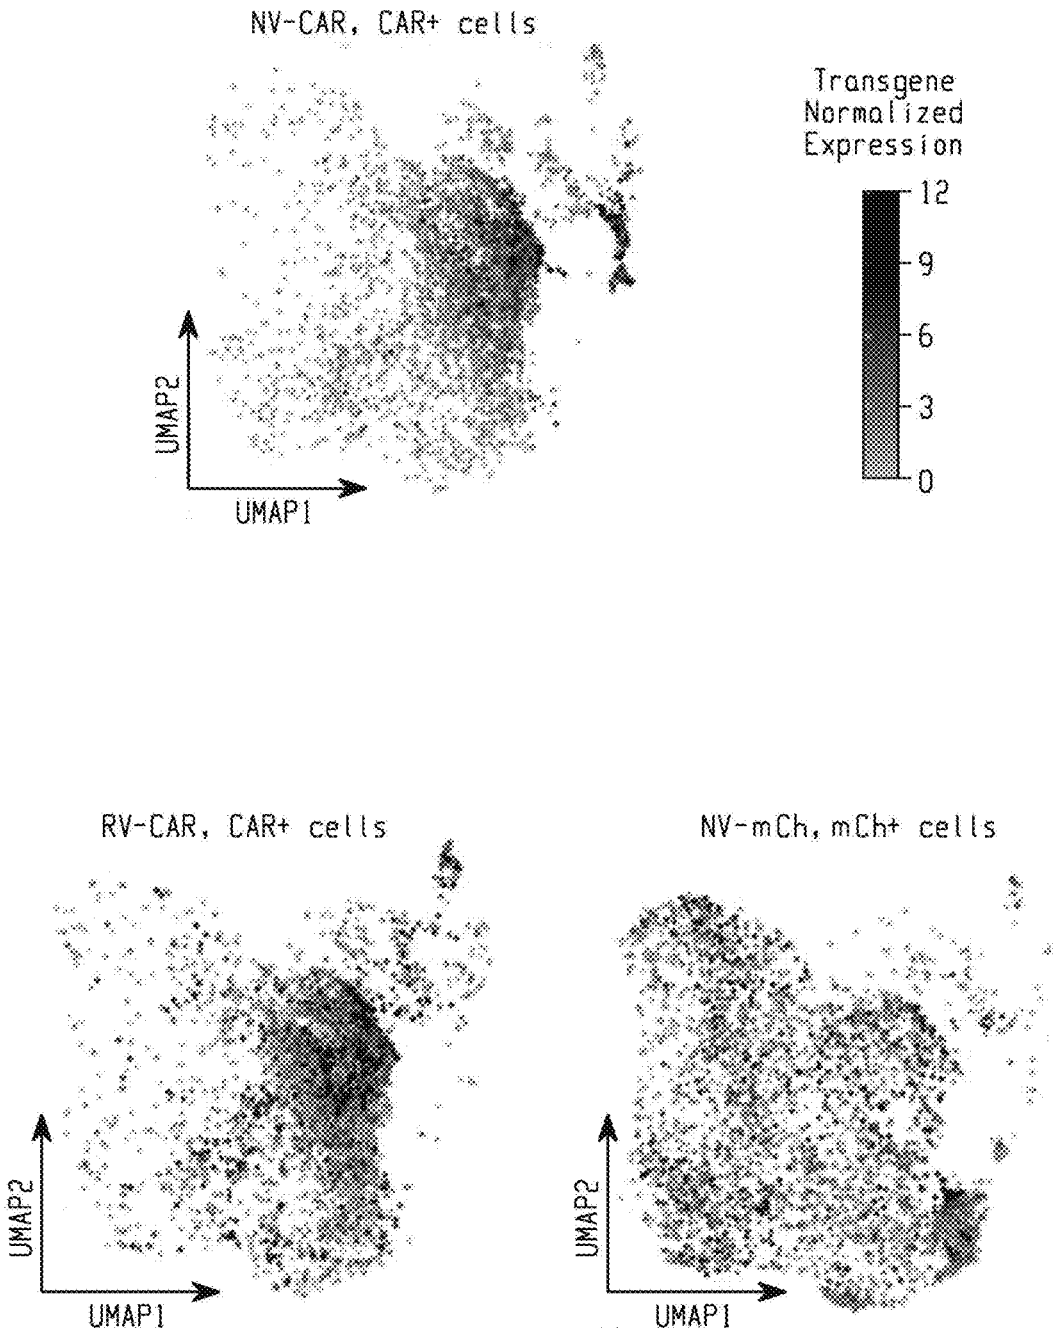 NV-CAR, CAR+ cells
Transgene
Normalized
Expression
12
9
6
3
0
UMAP2
UMAP1
RV-CAR, CAR+ cells
NV-mCh, mCh+ cells
UMAP2
UMAP1
UMAP2
UMAP1